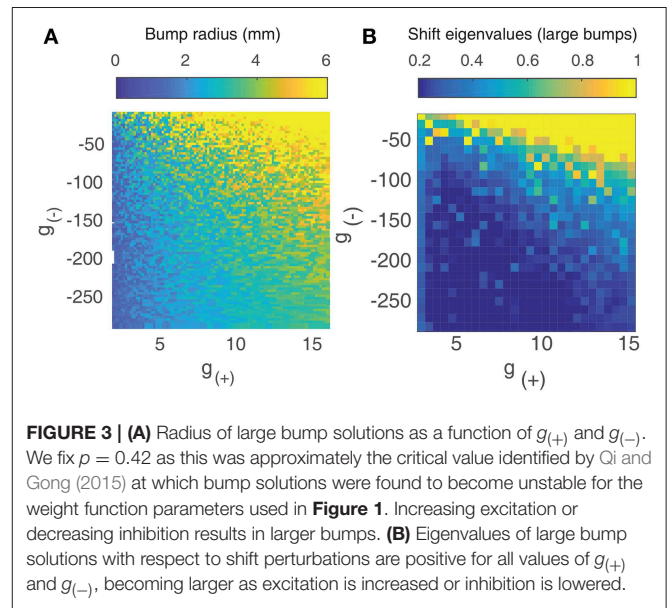 A
Bump radius (mm)
0 2 4 6
-50
-100
-150
-200
-250
g(-)
5 10 15
g(+)
B
Shift eigenvalues (large bumps)
0.2 0.4 0.6 0.8 1
-50
-100
-150
-200
-250
g(-)
5 10 15
g(+)
FIGURE 3 | (A) Radius of large bump solutions as a function of g(+) and g(−).
We fix p = 0.42 as this was approximately the critical value identified by Qi and
Gong (2015) at which bump solutions were found to become unstable for the
weight function parameters used in Figure 1. Increasing excitation or
decreasing inhibition results in larger bumps. (B) Eigenvalues of large bump
solutions with respect to shift perturbations are positive for all values of g(+)
and g(−), becoming larger as excitation is increased or inhibition is lowered.